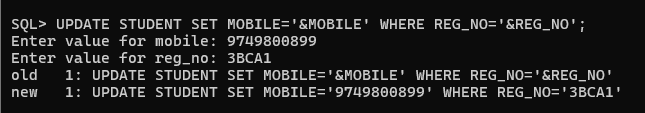 SQL> UPDATE STUDENT SET MOBILE='&MOBILE' WHERE REG_NO='&REG_NO';
Enter value for mobile: 9749800899
Enter value for reg_no: 3BCA1
old   1: UPDATE STUDENT SET MOBILE='&MOBILE' WHERE REG_NO='&REG_NO'
new   1: UPDATE STUDENT SET MOBILE='9749800899' WHERE REG_NO='3BCA1'